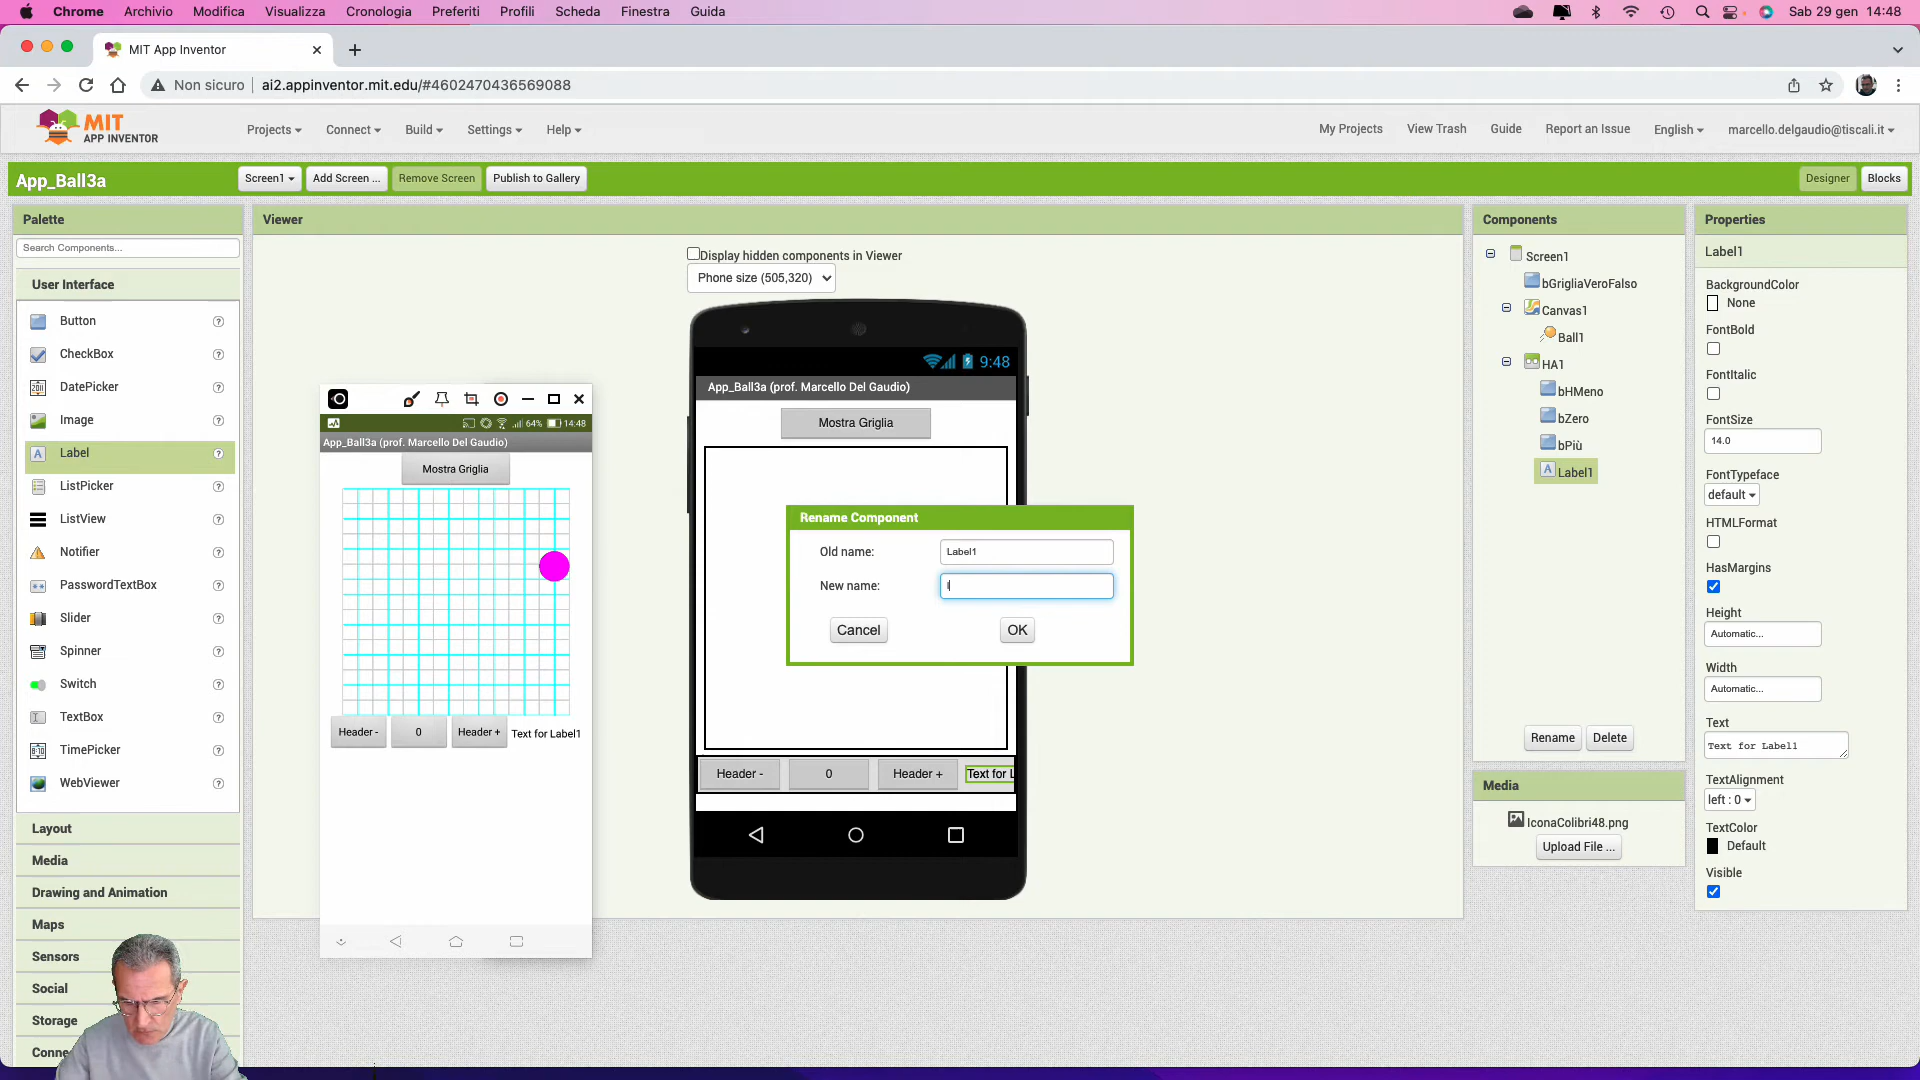 Chrome Archivio Modifica Visualizza Cronologia Preferiti Profili Scheda Finestra Guida Sab 29 gen 14:48
MIT App Inventor
Non sicuro ai2.appinventor.mit.edu/#4602470436569088
MIT APP INVENTOR
Projects Connect Build Settings Help My Projects View Trash Guide Report an Issue English marcello.delgaudio@tiscali.it
App_Ball3a Screen1 Add Screen ... Remove Screen Publish to Gallery Designer Blocks
Palette
Search Components...
User Interface
Button
CheckBox
DatePicker
Image
Label
ListPicker
ListView
Notifier
PasswordTextBox
Slider
Spinner
Switch
TextBox
TimePicker
WebViewer
Layout
Media
Drawing and Animation
Maps
Sensors
Social
Storage
Conne
Viewer
Display hidden components in Viewer
Phone size (505,320)
64% 14:48
App_Ball3a (prof. Marcello Del Gaudio)
Mostra Griglia
Header - 0 Header + Text for Label1
9:48
App_Ball3a (prof. Marcello Del Gaudio)
Mostra Griglia
Header - 0 Header + Text for L
Rename Component
Old name: Label1
New name: l
Cancel OK
Components
Screen1
bGrigliaVeroFalso
Canvas1
Ball1
HA1
bHMeno
bZero
bPiù
Label1
Rename Delete
Media
IconaColibri48.png
Upload File ...
Properties
Label1
BackgroundColor
None
FontBold
FontItalic
FontSize
14.0
FontTypeface
default
HTMLFormat
HasMargins
Height
Automatic...
Width
Automatic...
Text
Text for Label1
TextAlignment
left : 0
TextColor
Default
Visible